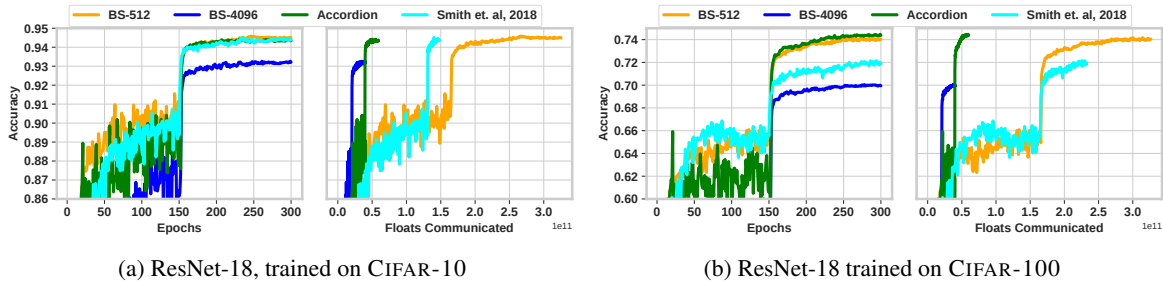 BS-512 BS-4096 Accordion Smith et. al, 2018
0.95
0.94
0.93
0.92
0.91
0.90
0.89
0.88
0.87
0.86
Accuracy
0 50 100 150 200 250 300
Epochs
0.0 0.5 1.0 1.5 2.0 2.5 3.0
Floats Communicated
1e11
(a) ResNet-18, trained on CIFAR-10
BS-512 BS-4096 Accordion Smith et. al, 2018
0.74
0.72
0.70
0.68
0.66
0.64
0.62
0.60
Accuracy
0 50 100 150 200 250 300
Epochs
0.0 0.5 1.0 1.5 2.0 2.5 3.0
Floats Communicated
1e11
(b) ResNet-18 trained on CIFAR-100